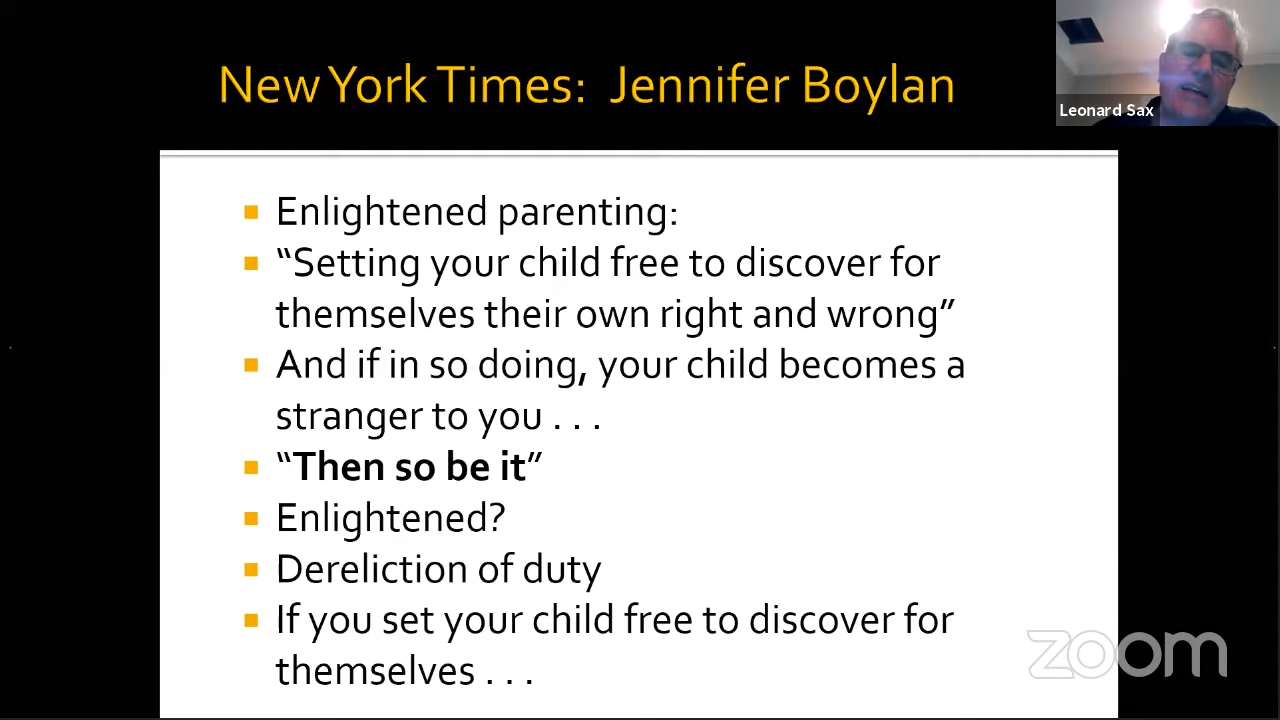 New York Times: Jennifer Boylan
Leonard Sax
Enlightened parenting:
“Setting your child free to discover for
themselves their own right and wrong”
And if in so doing, your child becomes a
stranger to you . . .
“Then so be it”
Enlightened?
Dereliction of duty
If you set your child free to discover for
themselves . . .
zoom